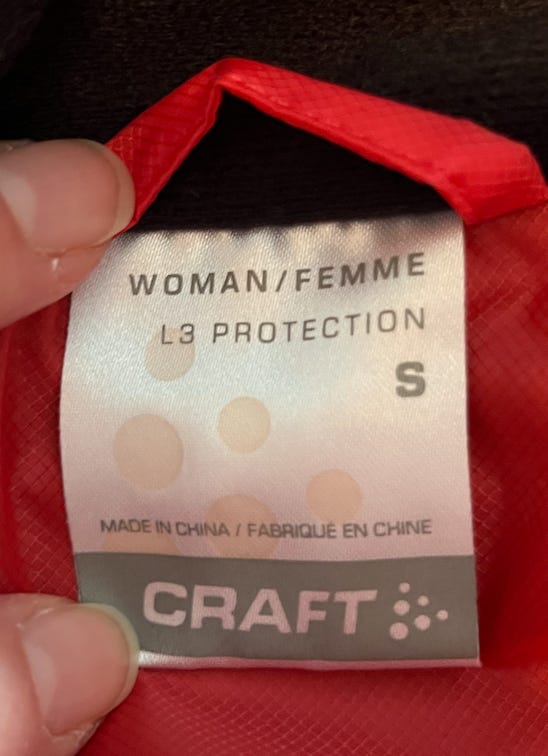 WOMAN/FEMME
L3 PROTECTION
S
MADE IN CHINA / FABRIQUÉ EN CHINE
CRAFT